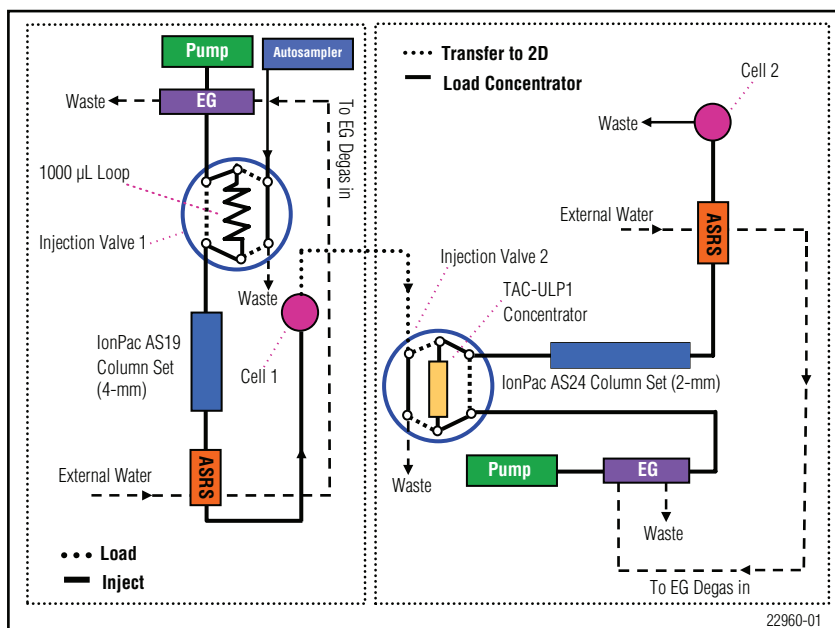 Pump
Autosampler
Waste
EG
To EG Degas in
1000 µL Loop
Injection Valve 1
Waste
IonPac AS19
Column Set
(4-mm)
Cell 1
External Water
ASRS
Load
Inject
Transfer to 2D
Load Concentrator
Cell 2
Waste
External Water
ASRS
Injection Valve 2
TAC-ULP1
Concentrator
IonPac AS24 Column Set (2-mm)
Waste
Pump
EG
Waste
To EG Degas in
22960-01